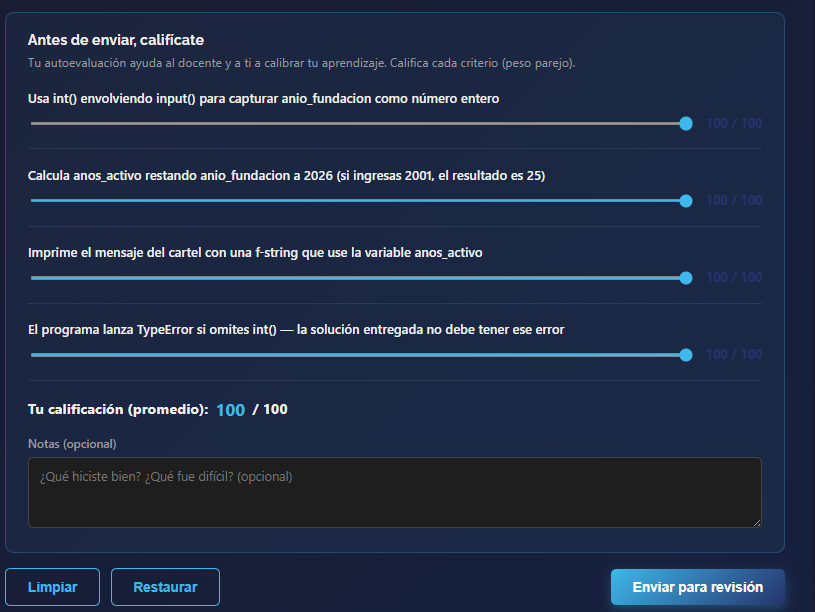 Antes de enviar, califícate
Tu autoevaluación ayuda al docente y a ti a calibrar tu aprendizaje. Califica cada criterio (peso parejo).
Usa int() envolviendo input() para capturar anio_fundacion como número entero
100 / 100
Calcula anos_activo restando anio_fundacion a 2026 (si ingresas 2001, el resultado es 25)
100 / 100
Imprime el mensaje del cartel con una f-string que use la variable anos_activo
100 / 100
El programa lanza TypeError si omites int() — la solución entregada no debe tener ese error
100 / 100
Tu calificación (promedio): 100 / 100
Notas (opcional)
¿Qué hiciste bien? ¿Qué fue difícil? (opcional)
Limpiar Restaurar Enviar para revisión